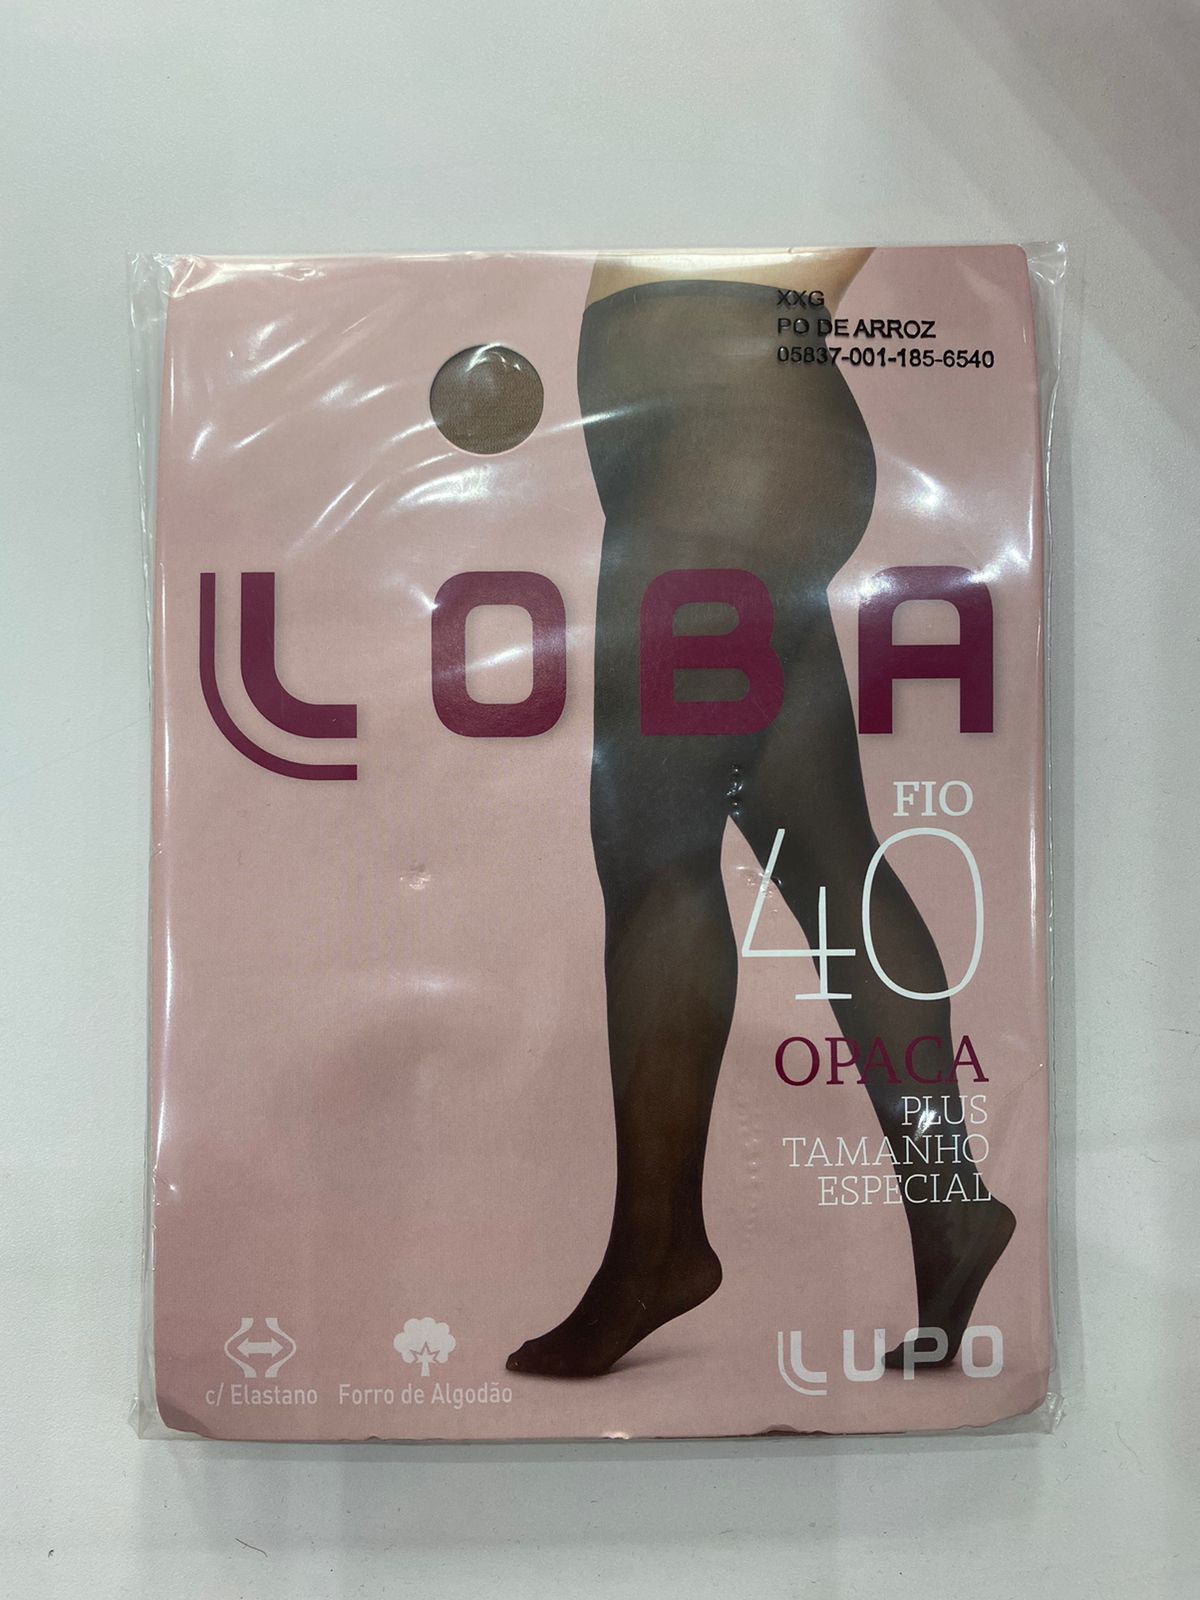 XXG
PO DE ARROZ
05837-001-185-6540
LOBA
FIO
40
OPACA
PLUS
TAMANHO
ESPECIAL
c/ Elastano
Forro de Algodão
LUPO